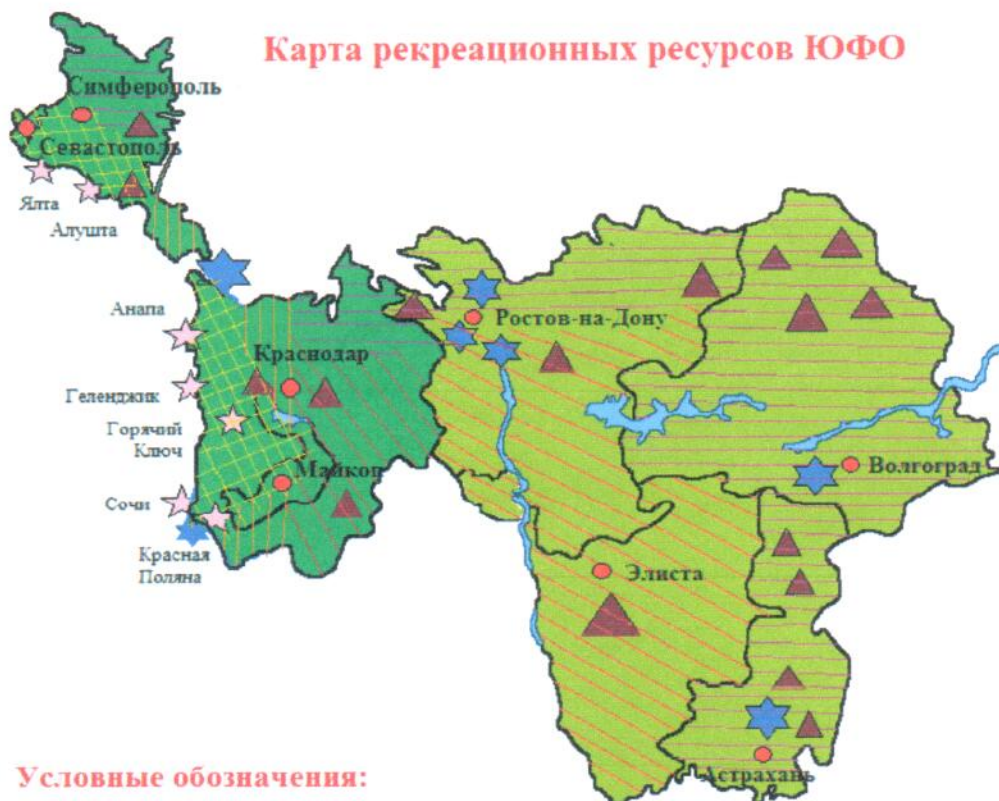 Карта рекреационных ресурсов ЮФО
Симферополь
Севастополь
Ялта
Алушта
Анапа
Ростов-на-Дону
Краснодар
Геленджик
Горячий
Ключ
Майкоп
Волгоград
Сочи
Красная
Поляна
Элиста
Астрахань
Условные обозначения: